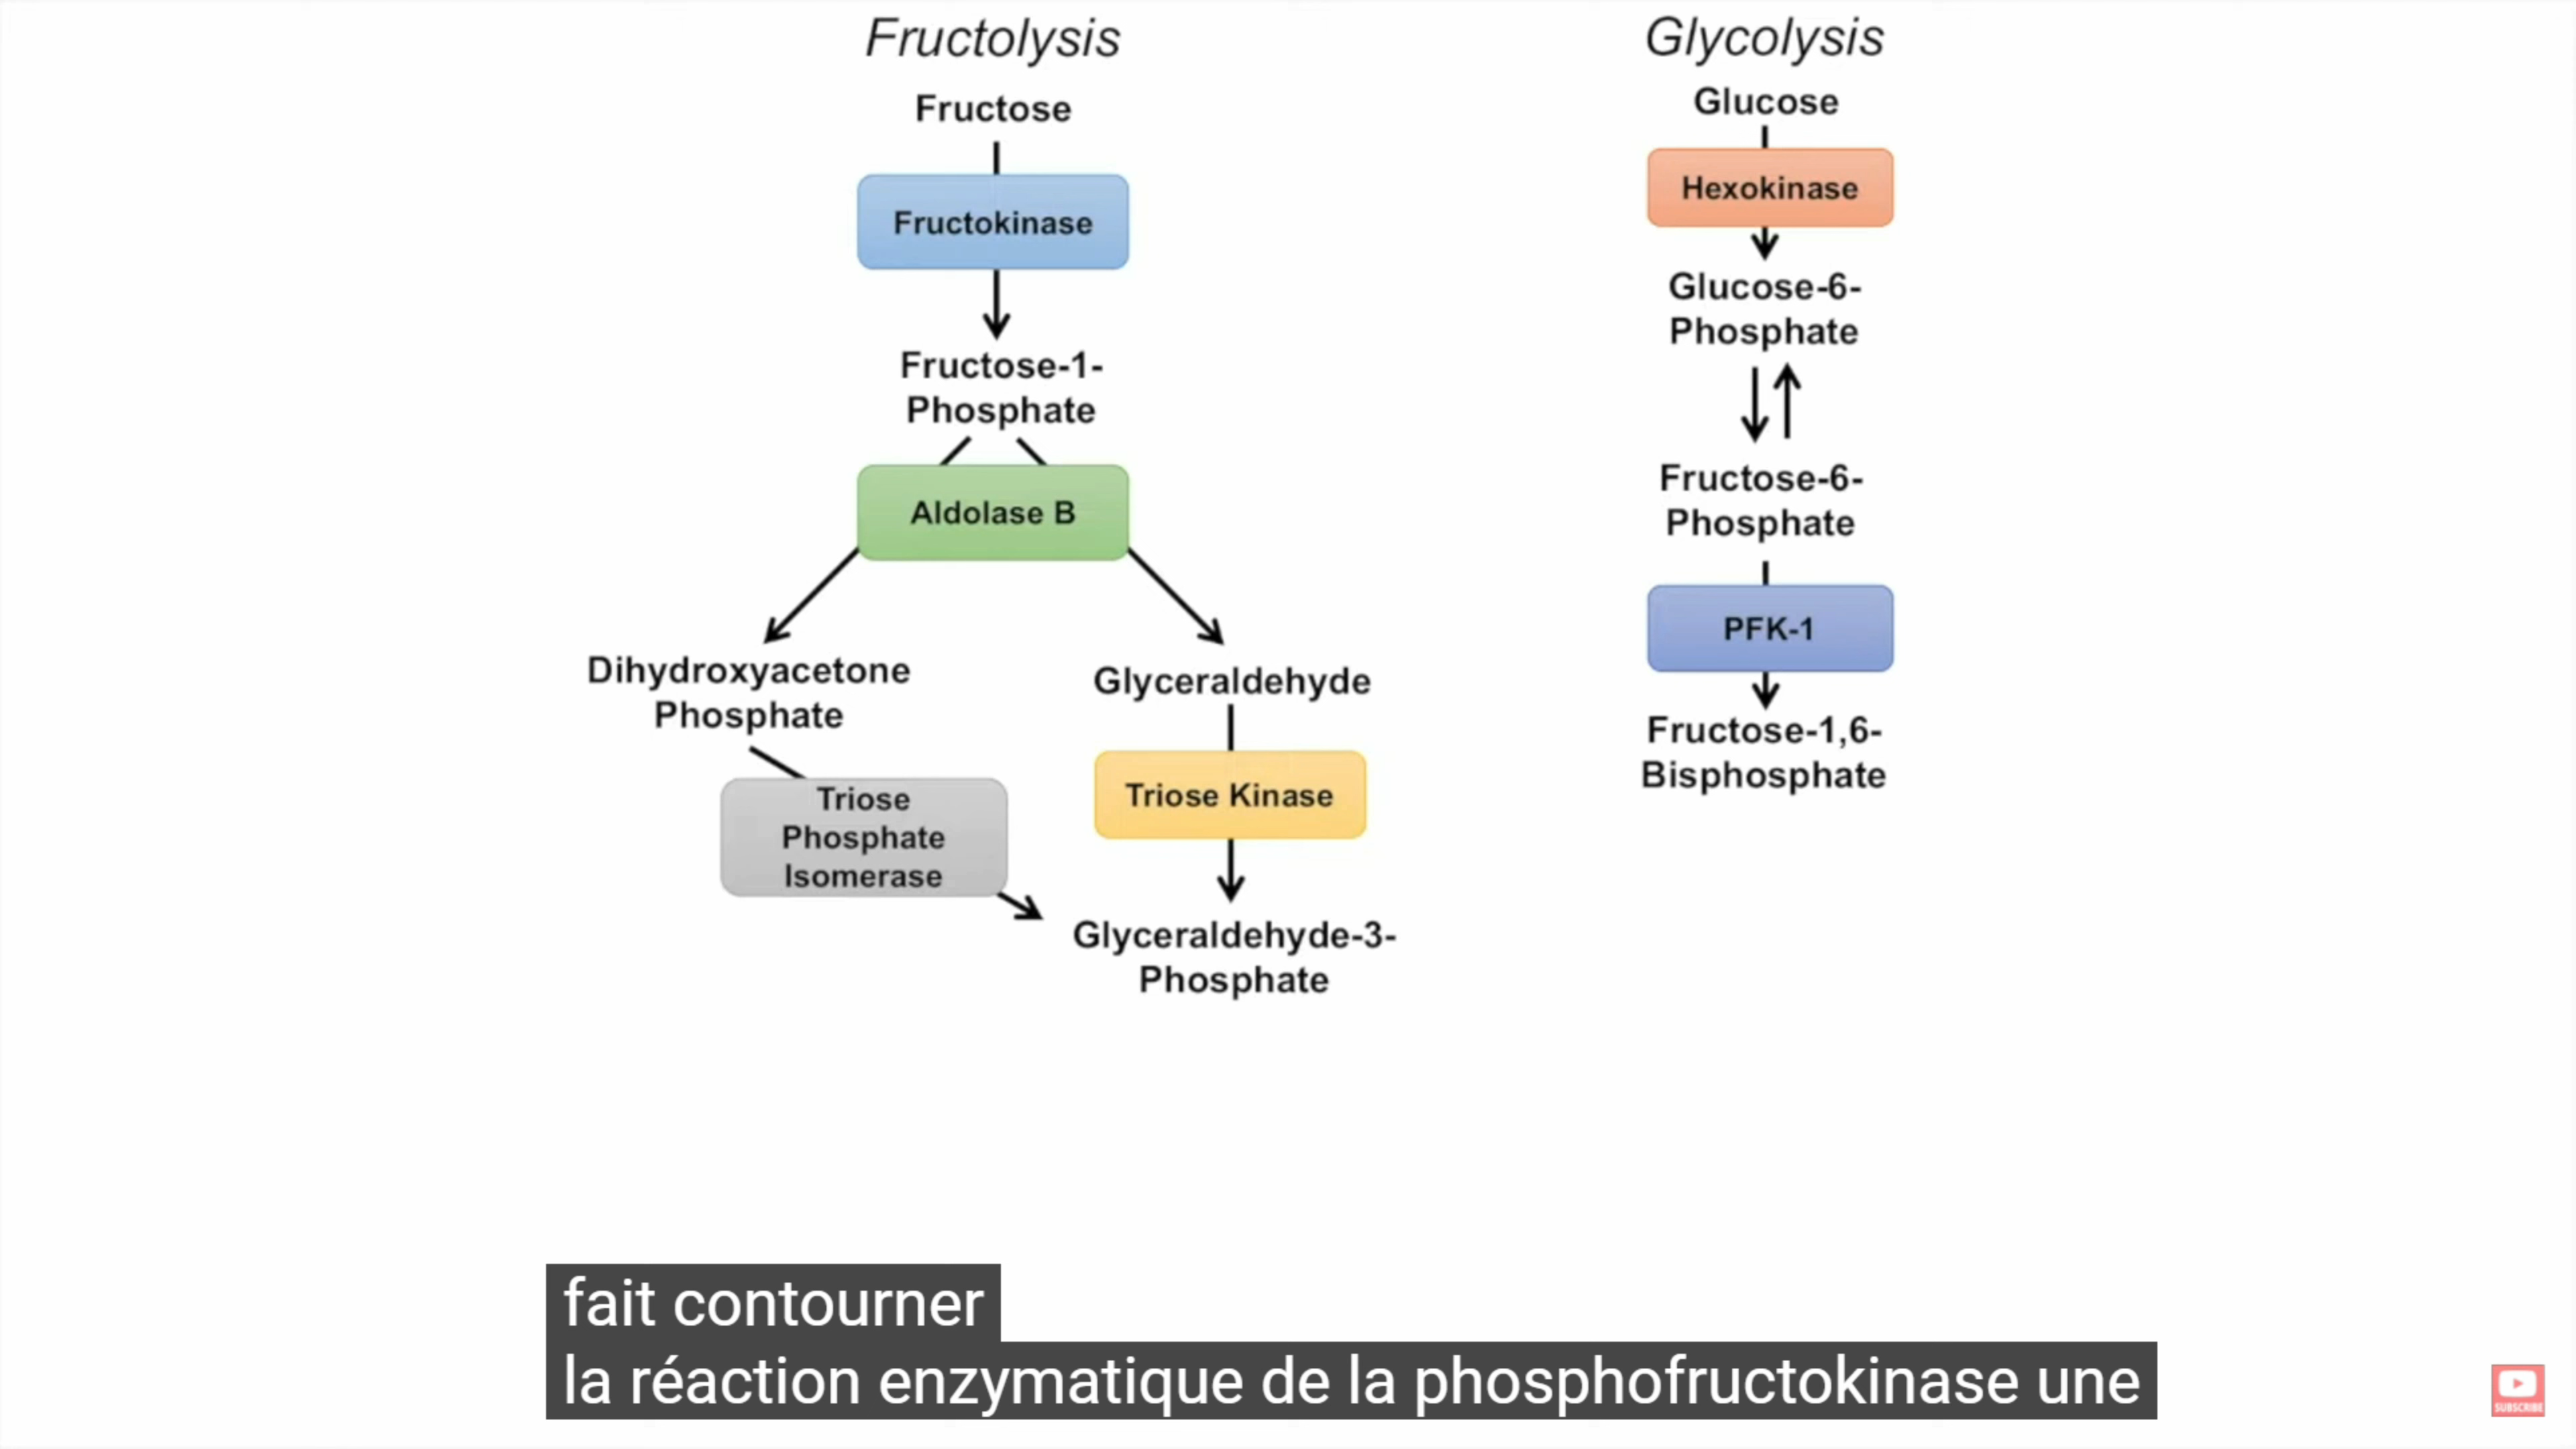 Fructolysis
Fructose
Fructokinase
Fructose-1-
Phosphate
Aldolase B
Dihydroxyacetone
Phosphate
Glyceraldehyde
Triose
Phosphate
Isomerase
Triose Kinase
Glyceraldehyde-3-
Phosphate
Glycolysis
Glucose
Hexokinase
Glucose-6-
Phosphate
Fructose-6-
Phosphate
PFK-1
Fructose-1,6-
Bisphosphate
fait contourner
la réaction enzymatique de la phosphofructokinase une
SUBSCRIBE